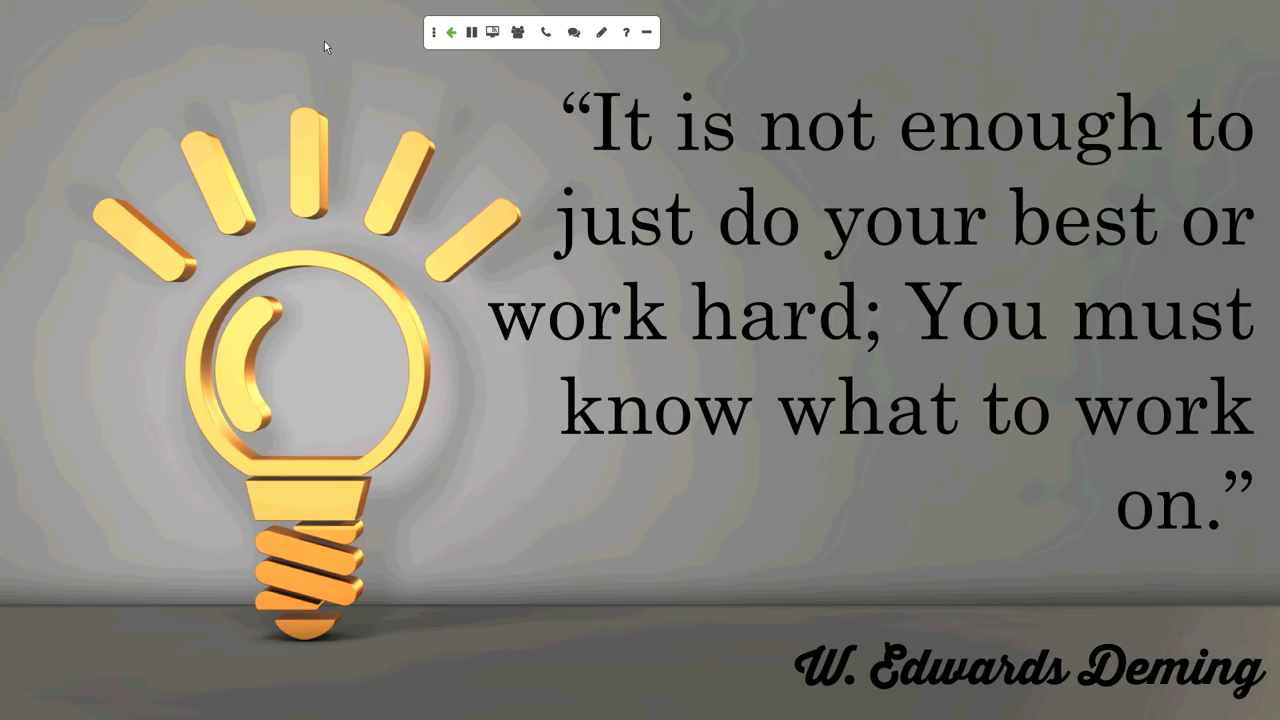 “It is not enough to
just do your best or
work hard; You must
know what to work
on.”
W. Edwards Deming